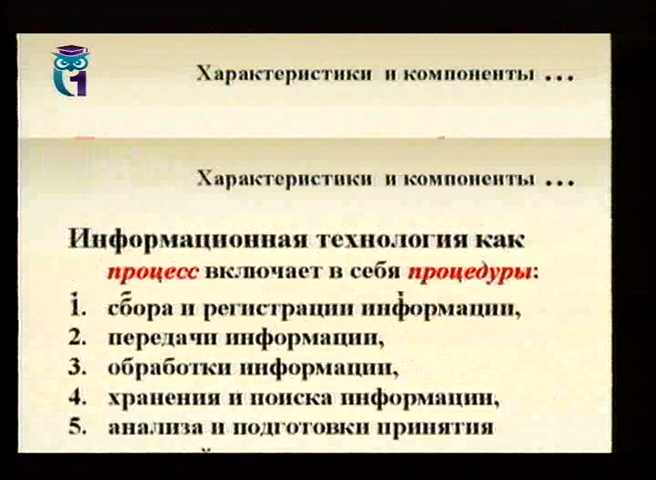 1
Характеристики и компоненты ...
Характеристики и компоненты ...
Информационная технология как
процесс включает в себя процедуры:
1. сбора и регистрации информации,
2. передачи информации,
3. обработки информации,
4. хранения и поиска информации,
5. анализа и подготовки принятия